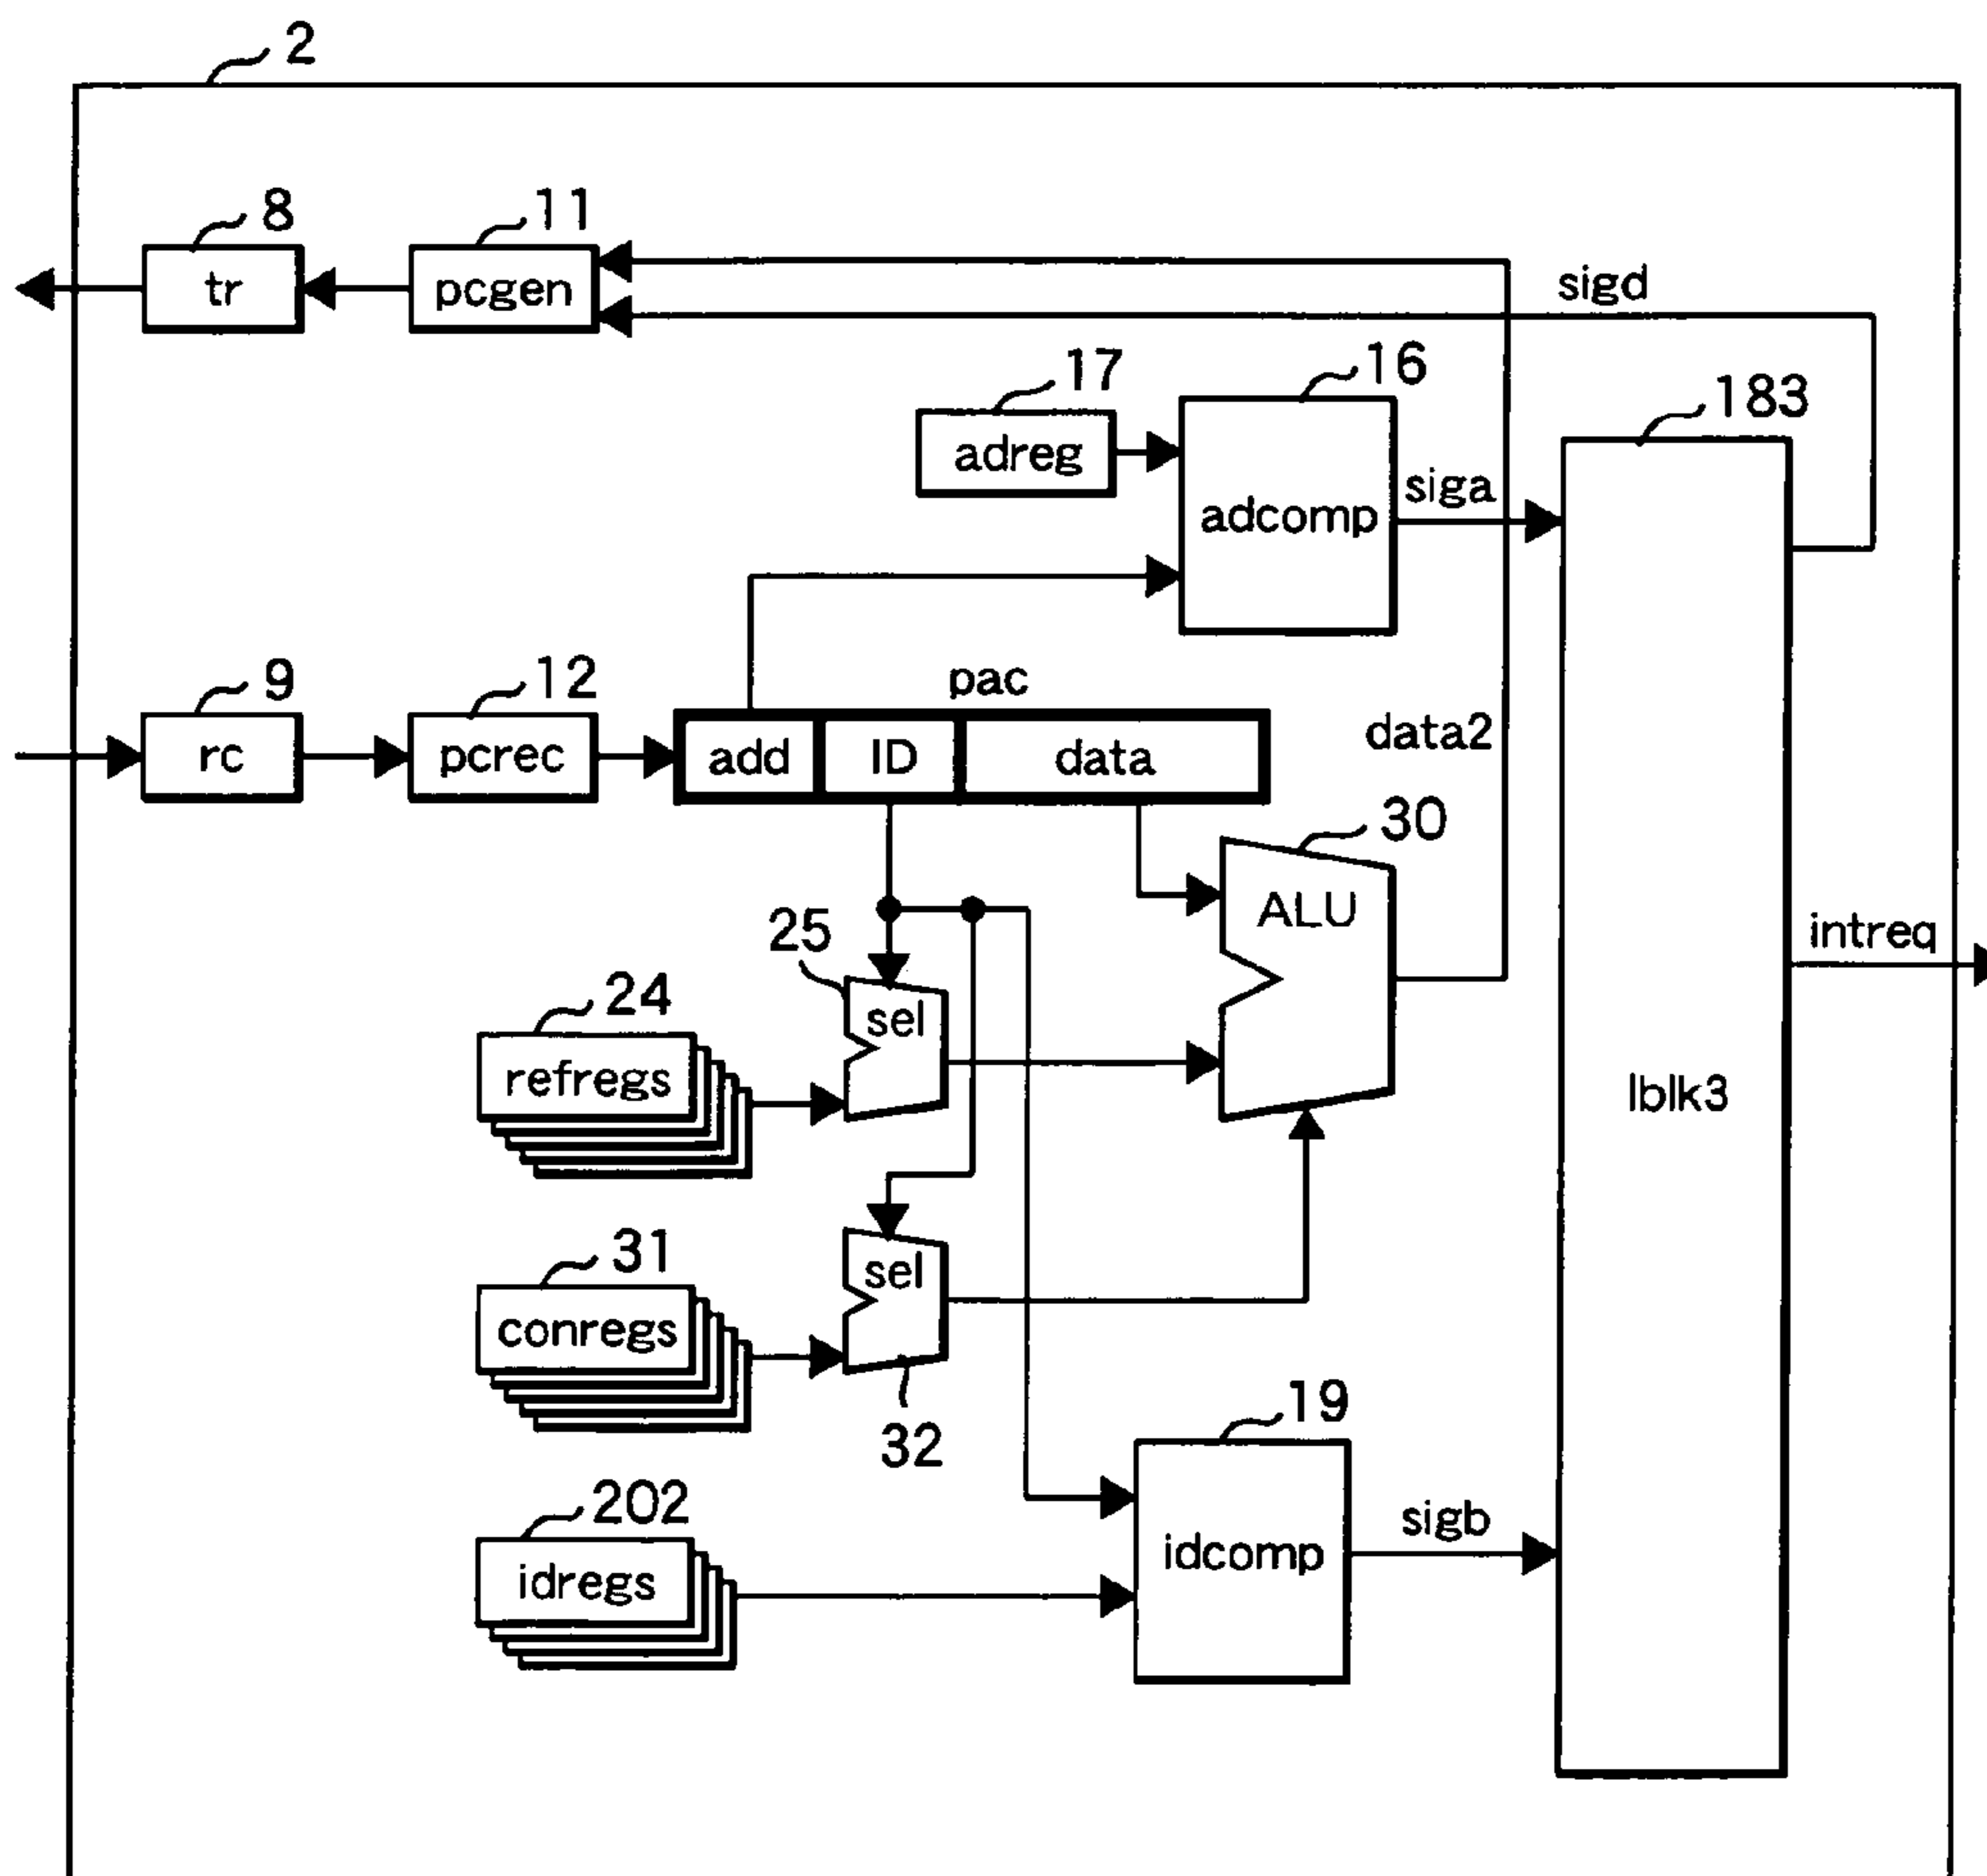 2
8
11
tr
pcgen
sigd
17
16
183
adreg
adcomp
siga
9
12
pac
rc
pcrec
add
ID
data
data2
30
ALU
25
sel
24
refregs
intreq
lblk3
31
sel
conregs
32
19
202
idregs
idcomp
sigb